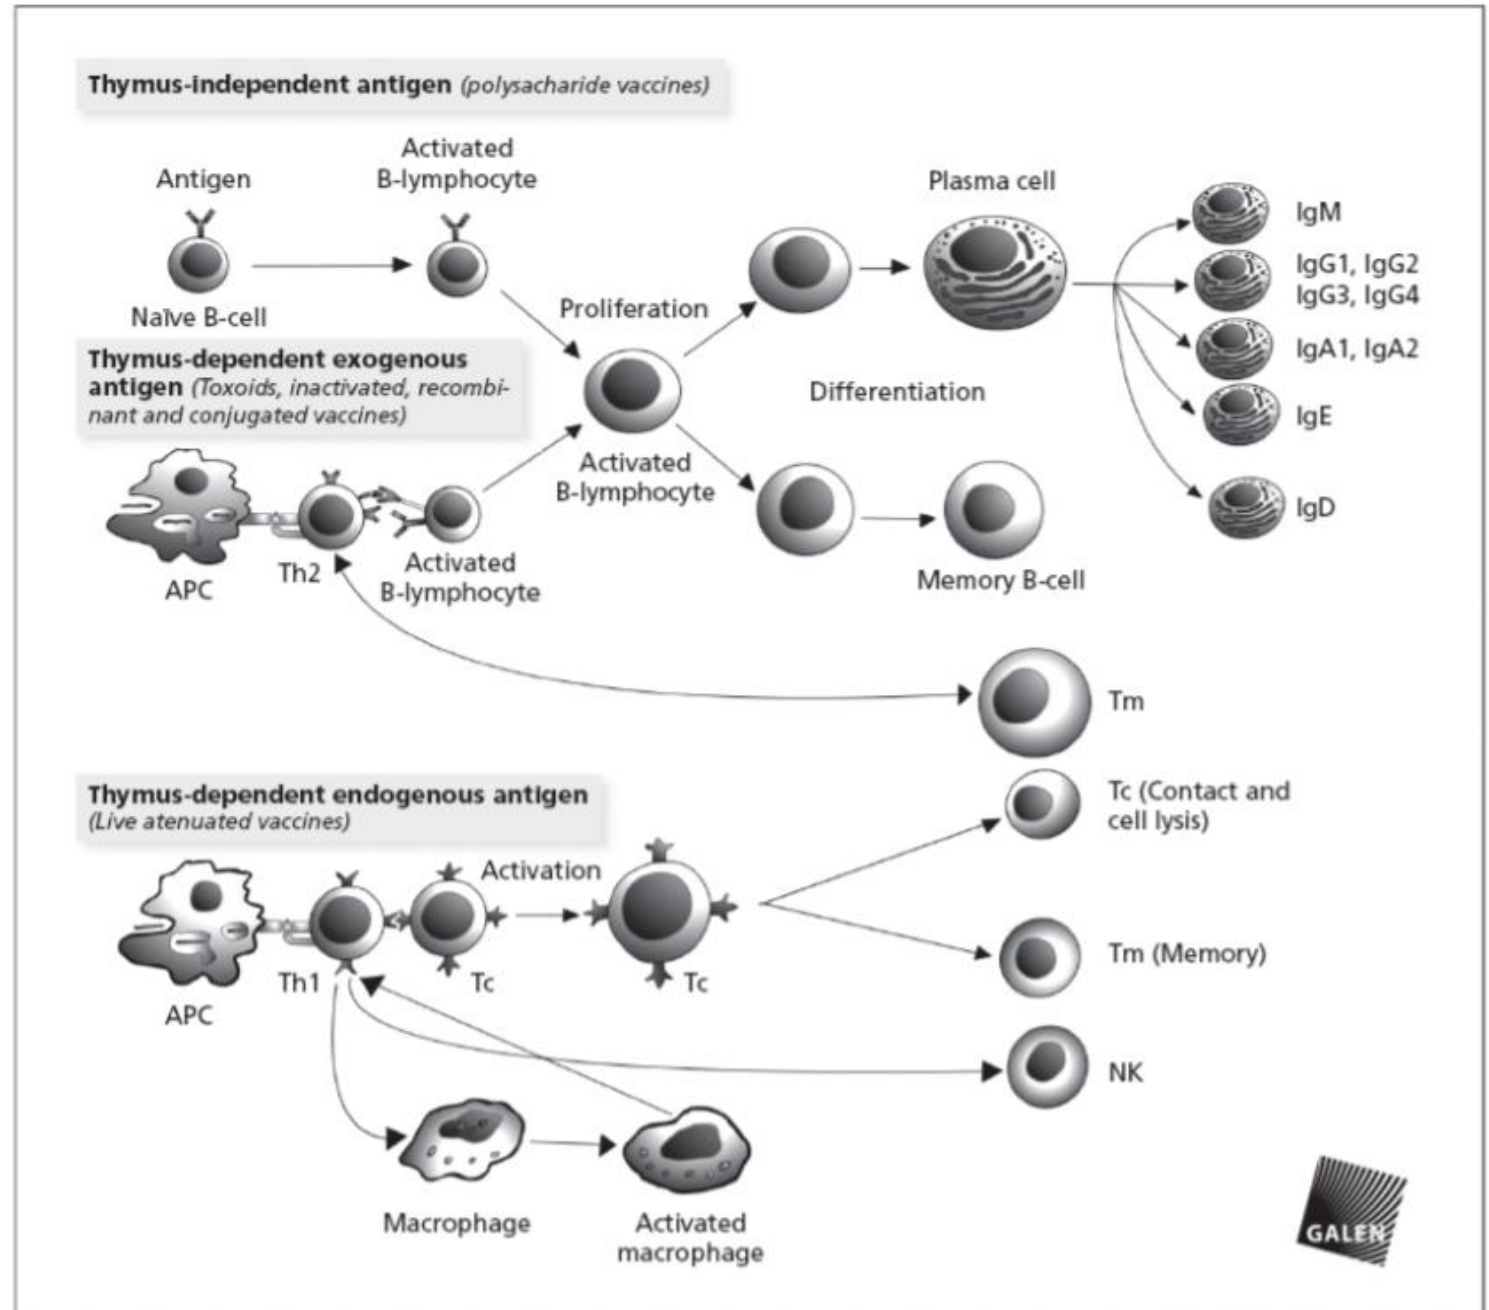 Thymus-independent antigen (polysacharide vaccines)
Antigen
Activated
B-lymphocyte
Naïve B-cell
Proliferation
Plasma cell
IgM
IgG1, IgG2
IgG3, IgG4
IgA1, IgA2
IgE
IgD
Thymus-dependent exogenous
antigen (Toxoids, inactivated, recombi-
nant and conjugated vaccines)
Differentiation
Activated
B-lymphocyte
APC
Th2
Activated
B-lymphocyte
Memory B-cell
Tm
Thymus-dependent endogenous antigen
(Live atenuated vaccines)
Tc (Contact and
cell lysis)
Activation
APC
Th1
Tc
Tc
Tm (Memory)
NK
Macrophage
Activated
macrophage
GALEN